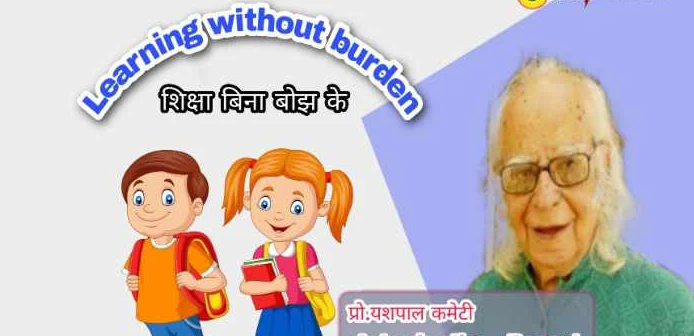 Learning without burden
शिक्षा बिना बोझ के
प्रो.यशपाल कमेटी